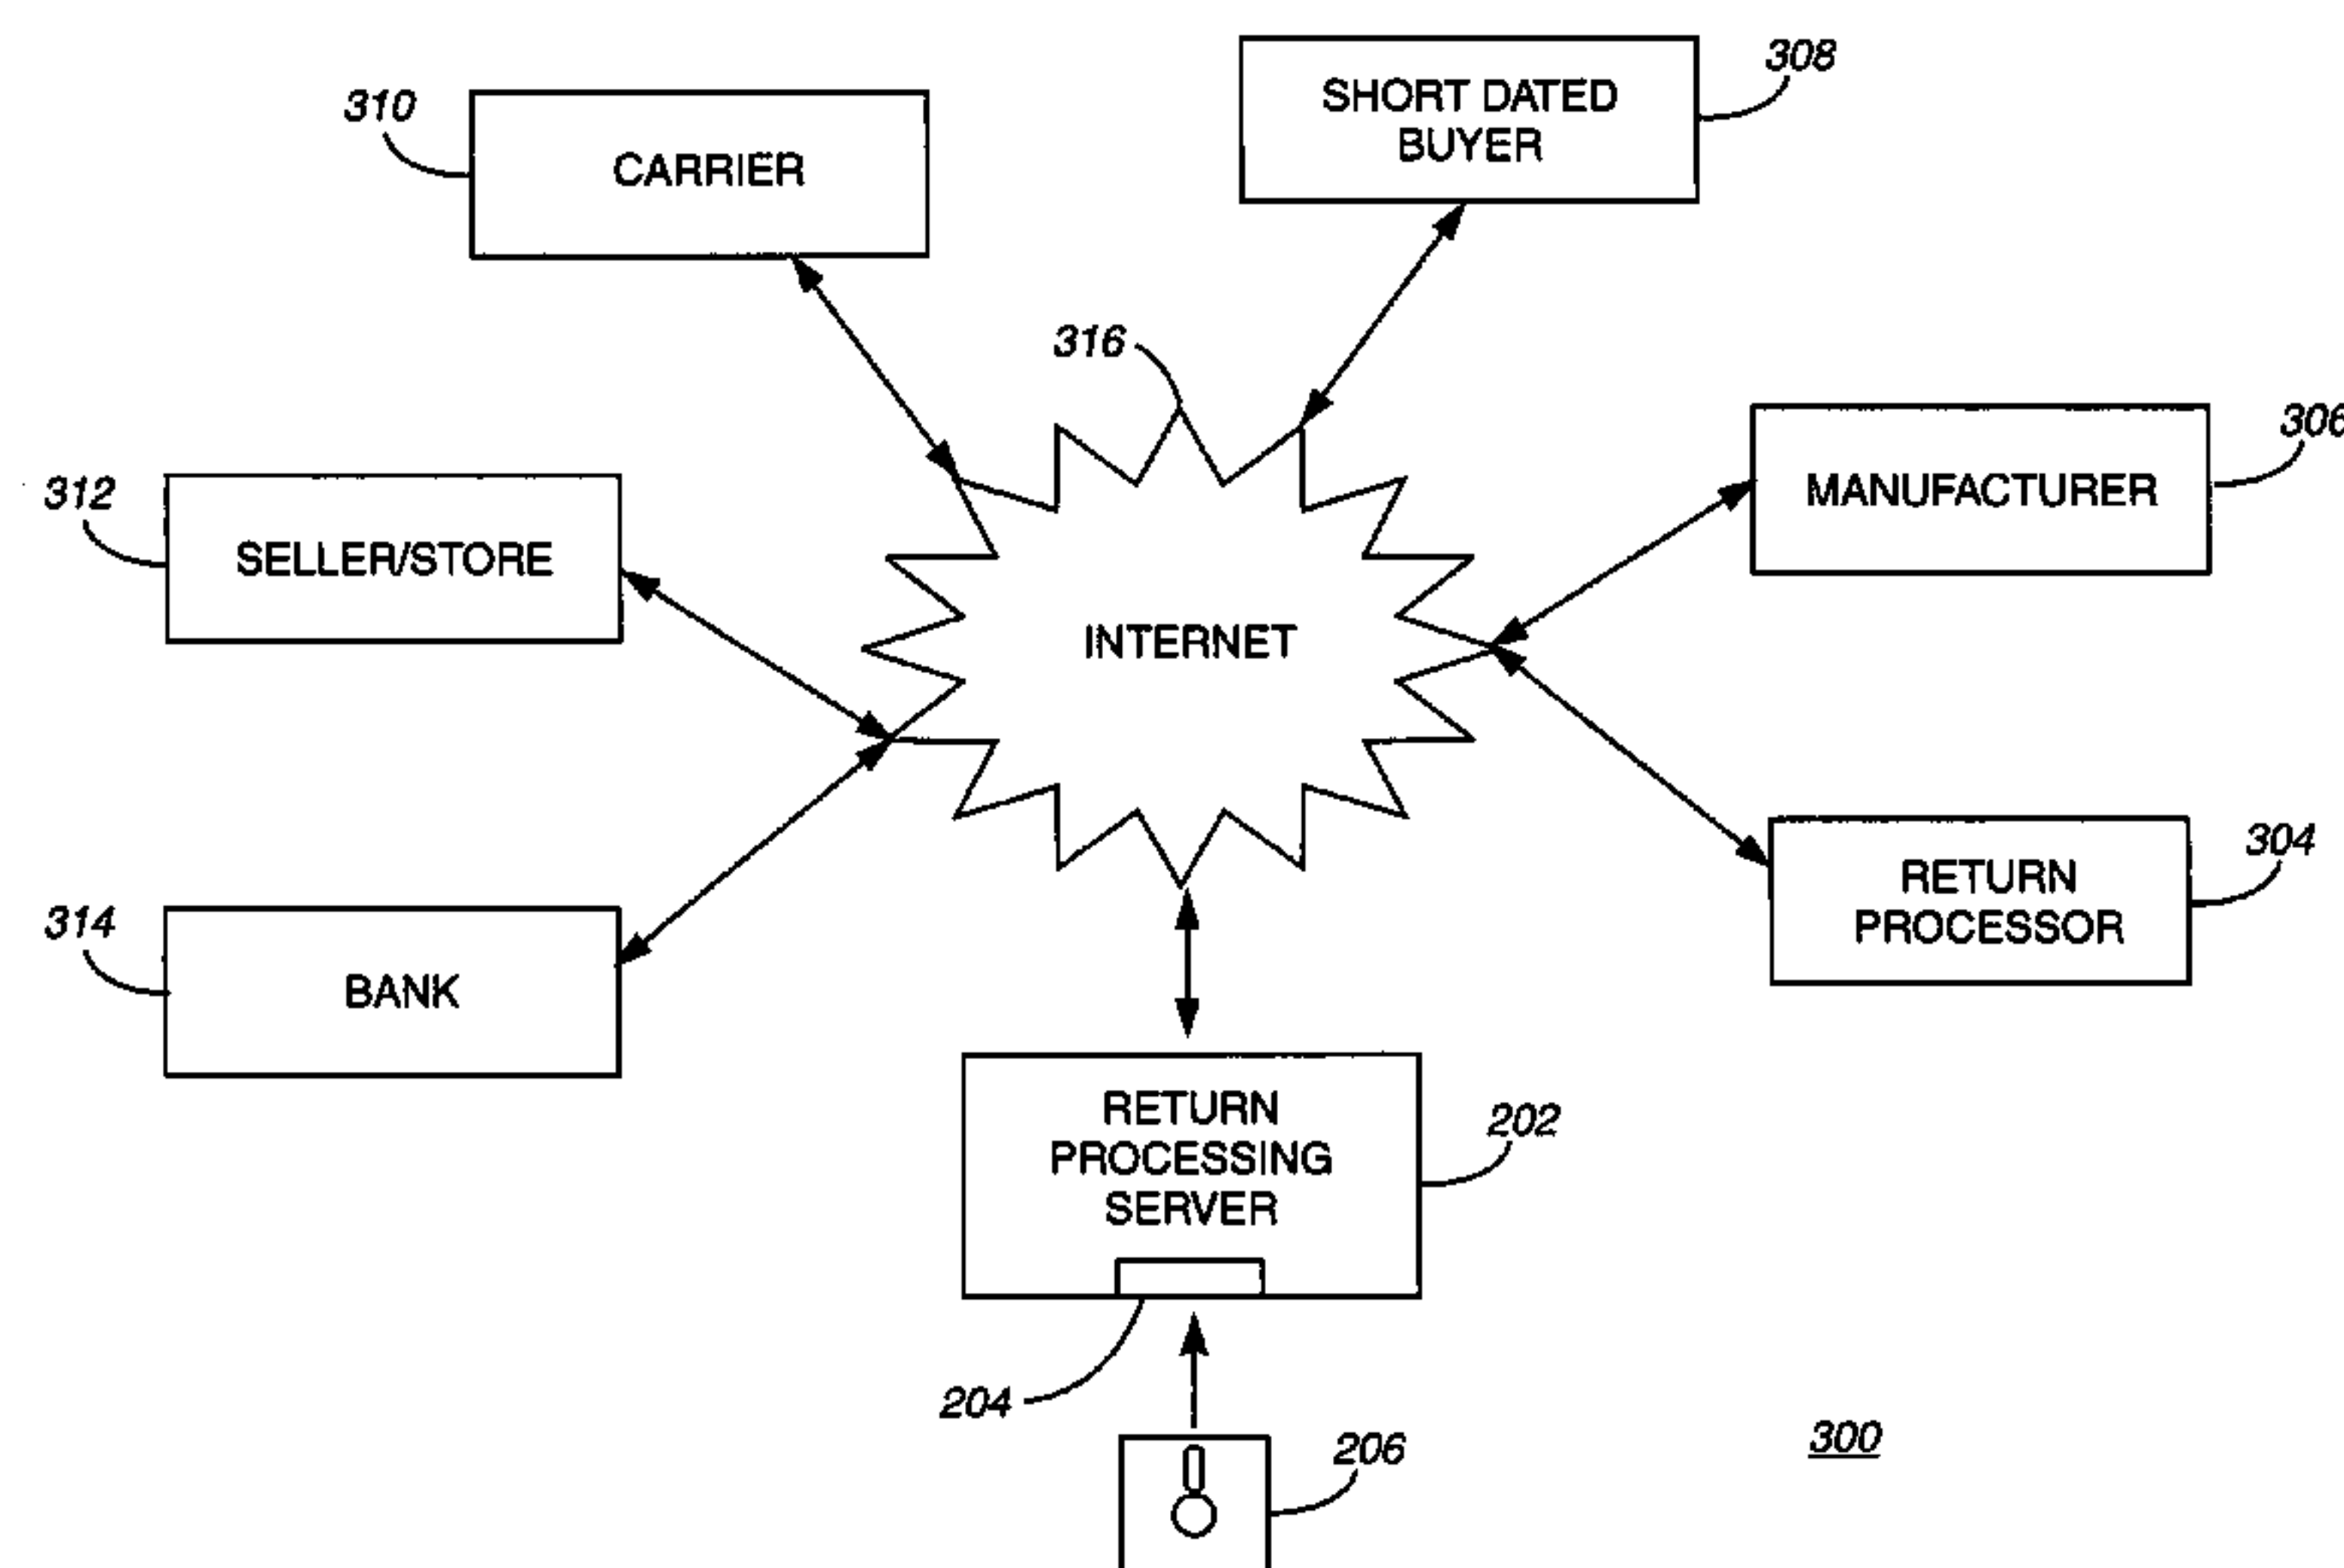 308
SHORT DATED
BUYER
310
CARRIER
316
306
MANUFACTURER
312
SELLER/STORE
INTERNET
304
RETURN
PROCESSOR
314
BANK
202
RETURN
PROCESSING
SERVER
204
206
300